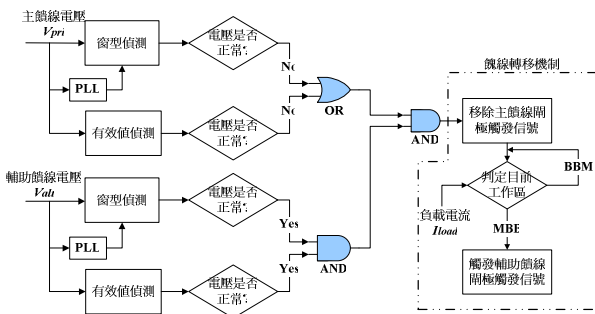 主饋線電壓
Vpri
窗型偵測
電壓是否
正常?
No
PLL
有效値偵測
電壓是否
正常?
No
OR
輔助饋線電壓
Valt
窗型偵測
電壓是否
正常?
Yes
PLL
有效値偵測
電壓是否
正常?
Yes
AND
AND
饋線轉移機制
移除主饋線閘
極觸發信號
判定目前
工作區
BBM
負載電流
Iload
MBB
觸發輔助饋線
閘極觸發信號